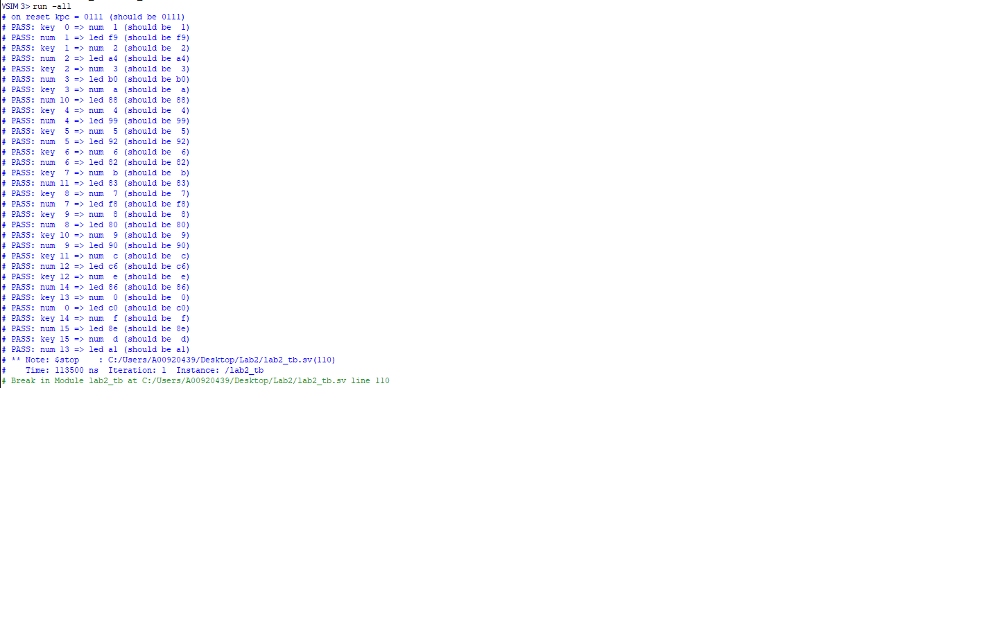 VSIM 3> run -all
# on reset kpc = 0111 (should be 0111)
# PASS: key  0 => num  1 (should be  1)
# PASS: num  1 => led f9 (should be f9)
# PASS: key  1 => num  2 (should be  2)
# PASS: num  2 => led a4 (should be a4)
# PASS: key  2 => num  3 (should be  3)
# PASS: num  3 => led b0 (should be b0)
# PASS: key  3 => num  a (should be  a)
# PASS: num 10 => led 88 (should be 88)
# PASS: key  4 => num  4 (should be  4)
# PASS: num  4 => led 99 (should be 99)
# PASS: key  5 => num  5 (should be  5)
# PASS: num  5 => led 92 (should be 92)
# PASS: key  6 => num  6 (should be  6)
# PASS: num  6 => led 82 (should be 82)
# PASS: key  7 => num  b (should be  b)
# PASS: num 11 => led 83 (should be 83)
# PASS: key  8 => num  7 (should be  7)
# PASS: num  7 => led f8 (should be f8)
# PASS: key  9 => num  8 (should be  8)
# PASS: num  8 => led 80 (should be 80)
# PASS: key 10 => num  9 (should be  9)
# PASS: num  9 => led 90 (should be 90)
# PASS: key 11 => num  c (should be  c)
# PASS: num 12 => led c6 (should be c6)
# PASS: key 12 => num  e (should be  e)
# PASS: num 14 => led 86 (should be 86)
# PASS: key 13 => num  0 (should be  0)
# PASS: num  0 => led c0 (should be c0)
# PASS: key 14 => num  f (should be  f)
# PASS: num 15 => led 8e (should be 8e)
# PASS: key 15 => num  d (should be  d)
# PASS: num 13 => led a1 (should be a1)
# ** Note: $stop    : C:/Users/A00920439/Desktop/Lab2/lab2_tb.sv(110)
#    Time: 113500 ns  Iteration: 1  Instance: /lab2_tb
# Break in Module lab2_tb at C:/Users/A00920439/Desktop/Lab2/lab2_tb.sv line 110